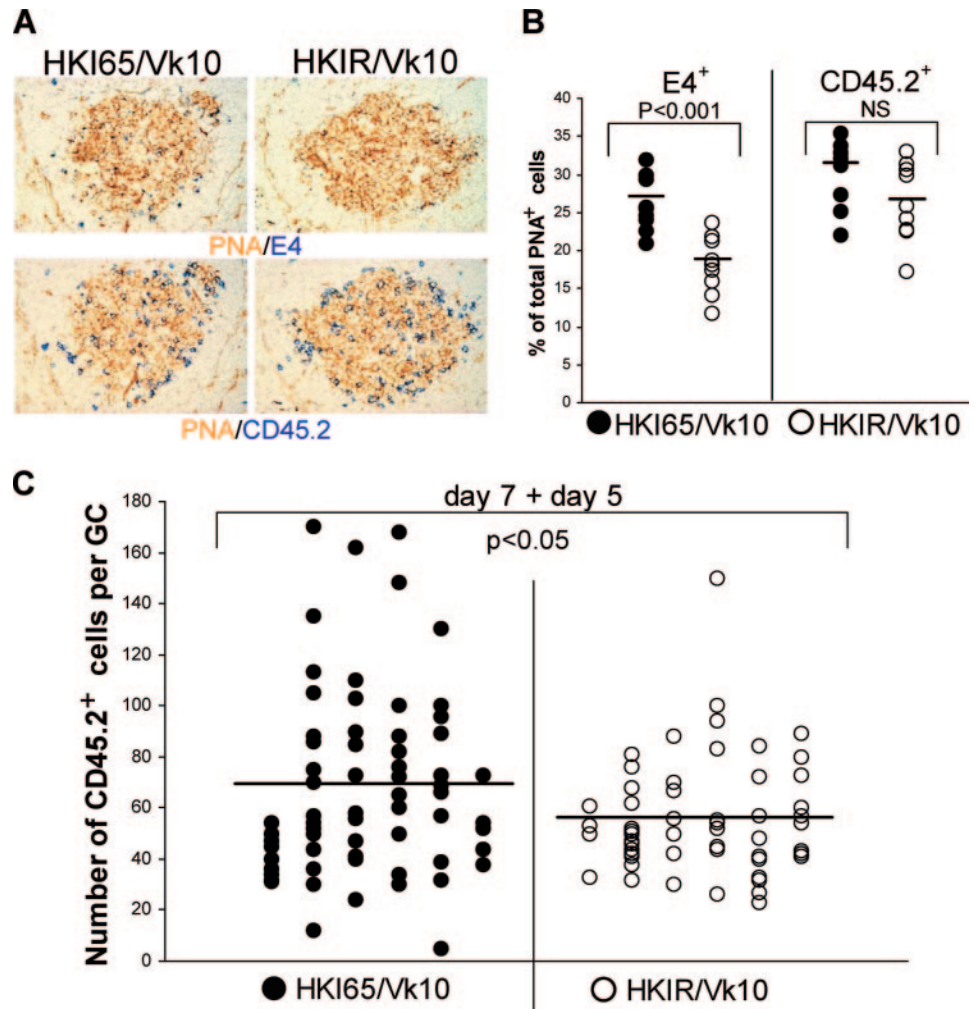 A
HKI65/Vk10 HKIR/Vk10
PNA/E4
PNA/CD45.2
B
E4+ CD45.2+
P<0.001 NS
% of total PNA+ cells
40
35
30
25
20
15
10
5
0
HKI65/Vk10 HKIR/Vk10
C
day 7 + day 5
p<0.05
Number of CD45.2+ cells per GC
180
160
140
120
100
80
60
40
20
0
HKI65/Vk10 HKIR/Vk10